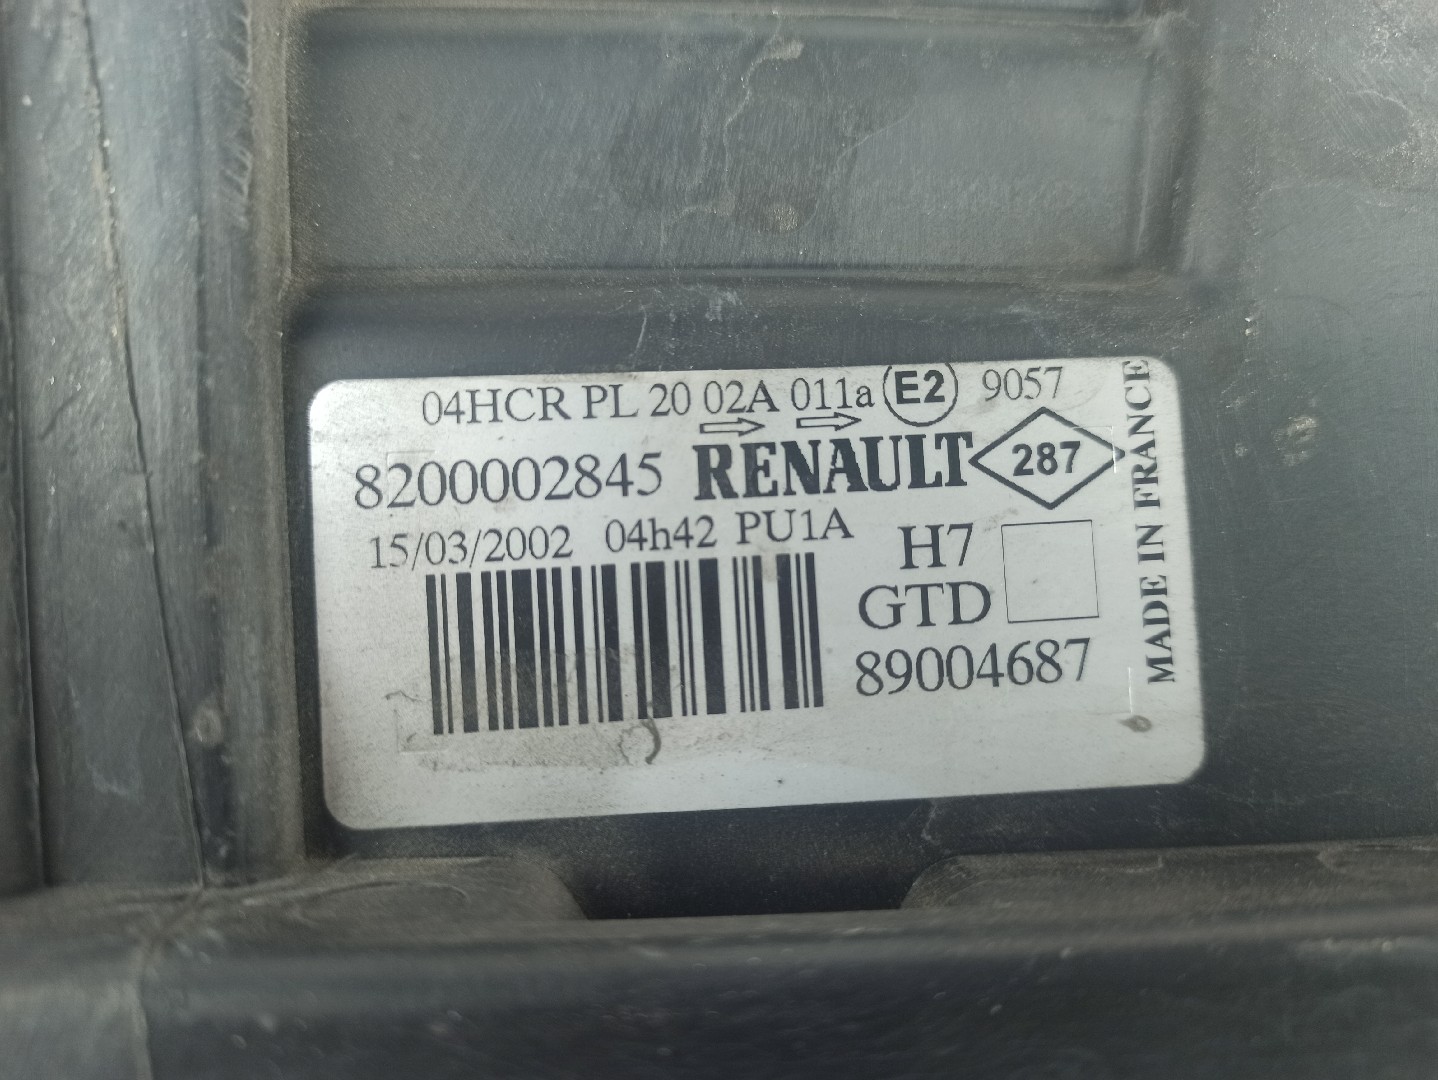 04HCR PL 20 02A 011a E2 9057
8200002845 RENAULT 287
15/03/2002 04h42 PU1A
H7
GTD
89004687
MADE IN FRANCE